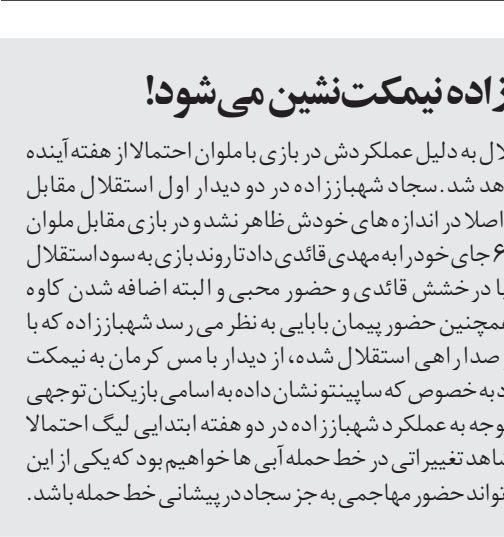 زاده نیمکت‌نشین می‌شود!
لال به دلیل عملکردش در بازی با ملوان احتمالا از هفته آینده
هد شد. سجاد شهباززاده در دو دیدار اول استقلال مقابل
اصلا در اندازه های خودش ظاهر نشد و در بازی مقابل ملوان
۶ جای خود را به مهدی قائدی داد تا روند بازی به سود استقلال
با درخشش قائدی و حضور محبی و البته اضافه شدن کاوه
همچنین حضور پیمان بابایی به نظر می رسد شهباززاده که با
صدا راهی استقلال شده، از دیدار با مس کرمان به نیمکت
د به خصوص که ساپینتو نشان داده به اسامی بازیکنان توجهی
وجه به عملکرد شهباززاده در دو هفته ابتدایی لیگ احتمالا
اهد تغییراتی در خط حمله آبی ها خواهیم بود که یکی از این
تواند حضور مهاجمی به جز سجاد در پیشانی خط حمله باشد.